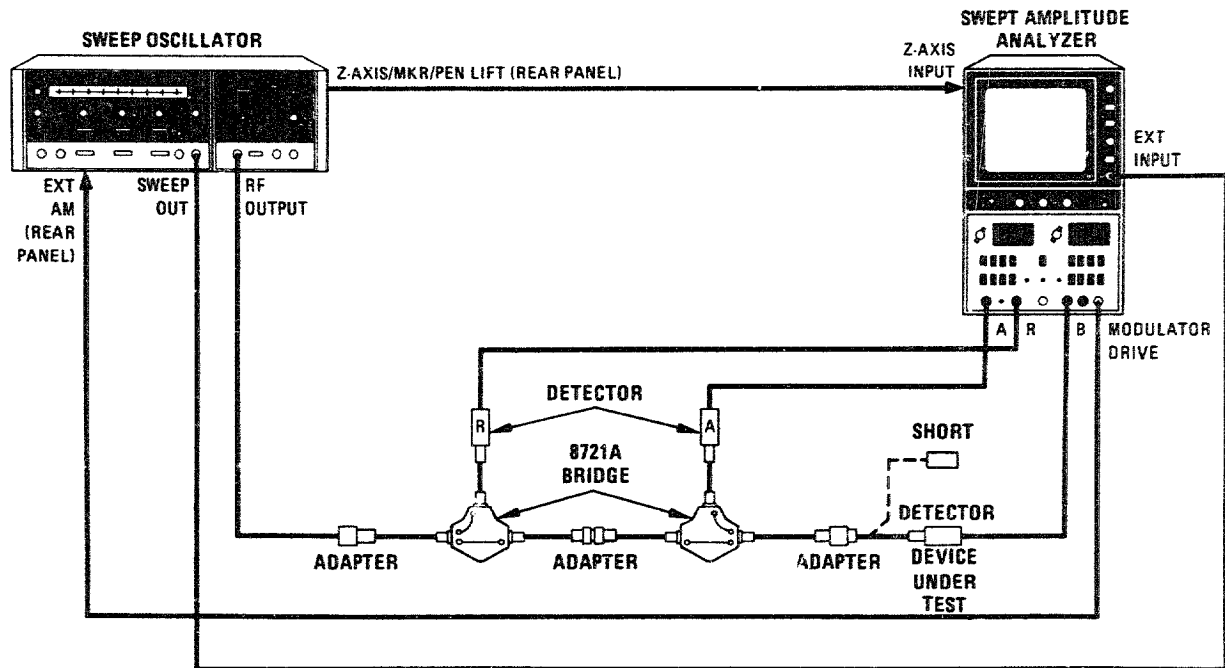 SWEEP OSCILLATOR
SWEPT AMPLITUDE
ANALYZER
Z-AXIS/MKR/PEN LIFT (REAR PANEL)
Z-AXIS
INPUT
EXT
INPUT
EXT
AM
(REAR
PANEL)
SWEEP
OUT
RF
OUTPUT
A
R
B
MODULATOR
DRIVE
DETECTOR
R
A
8721A
BRIDGE
SHORT
DETECTOR
ADAPTER
ADAPTER
ADAPTER
DEVICE
UNDER
TEST